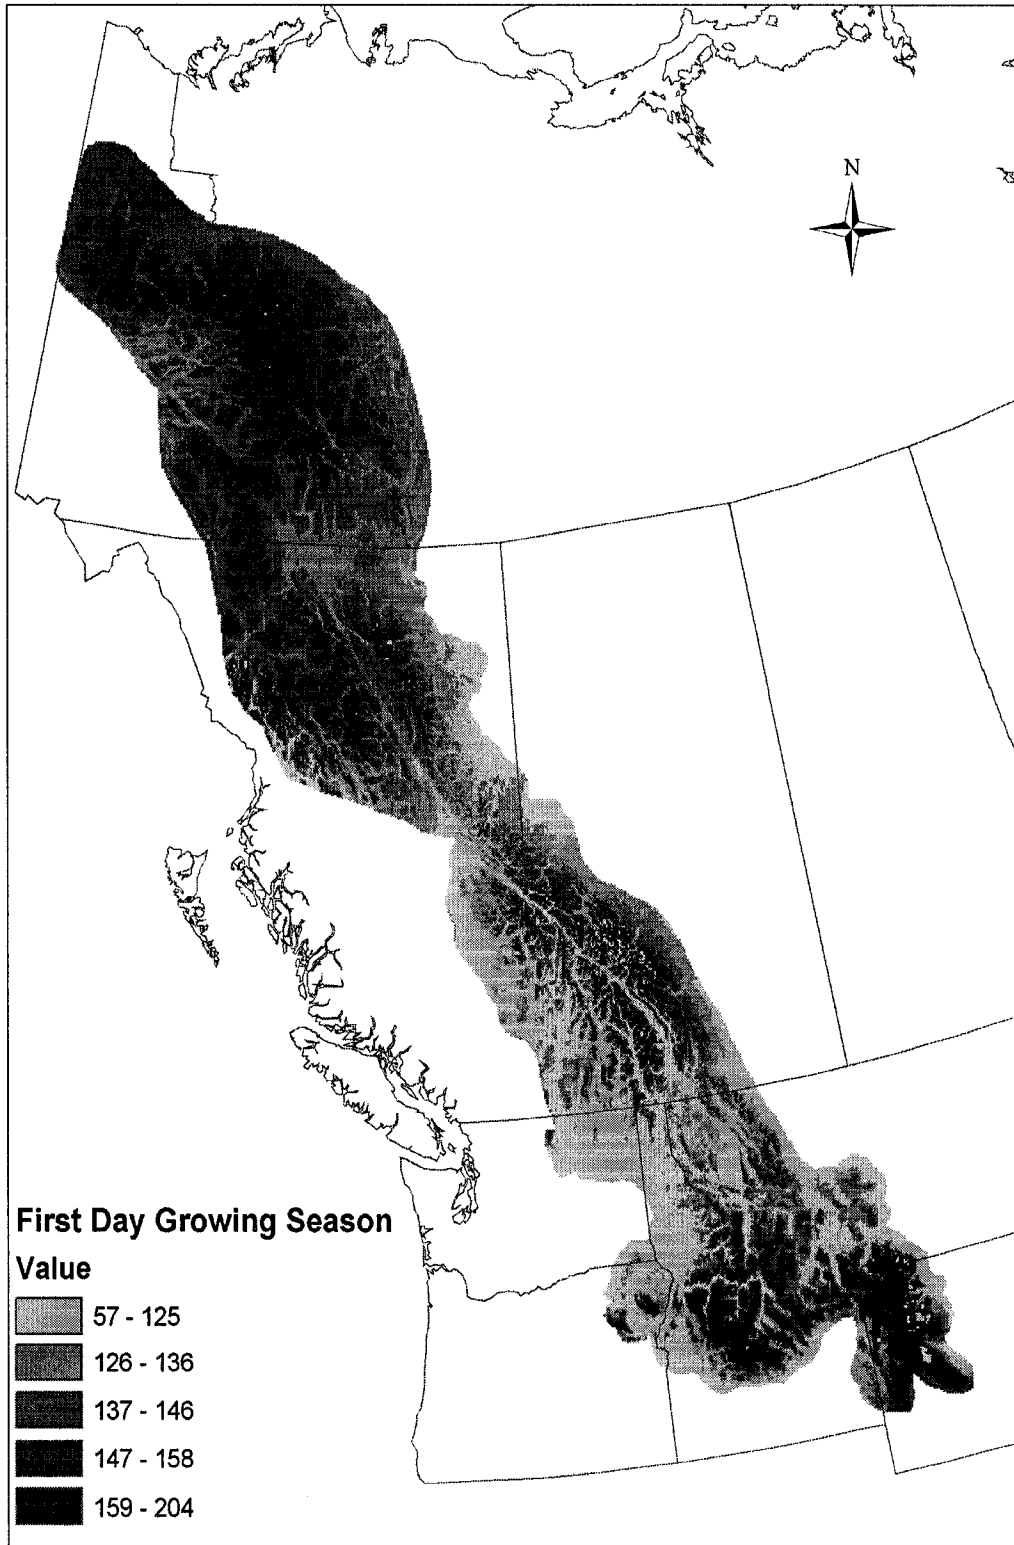 N
First Day Growing Season
Value
57 - 125
126 - 136
137 - 146
147 - 158
159 - 204